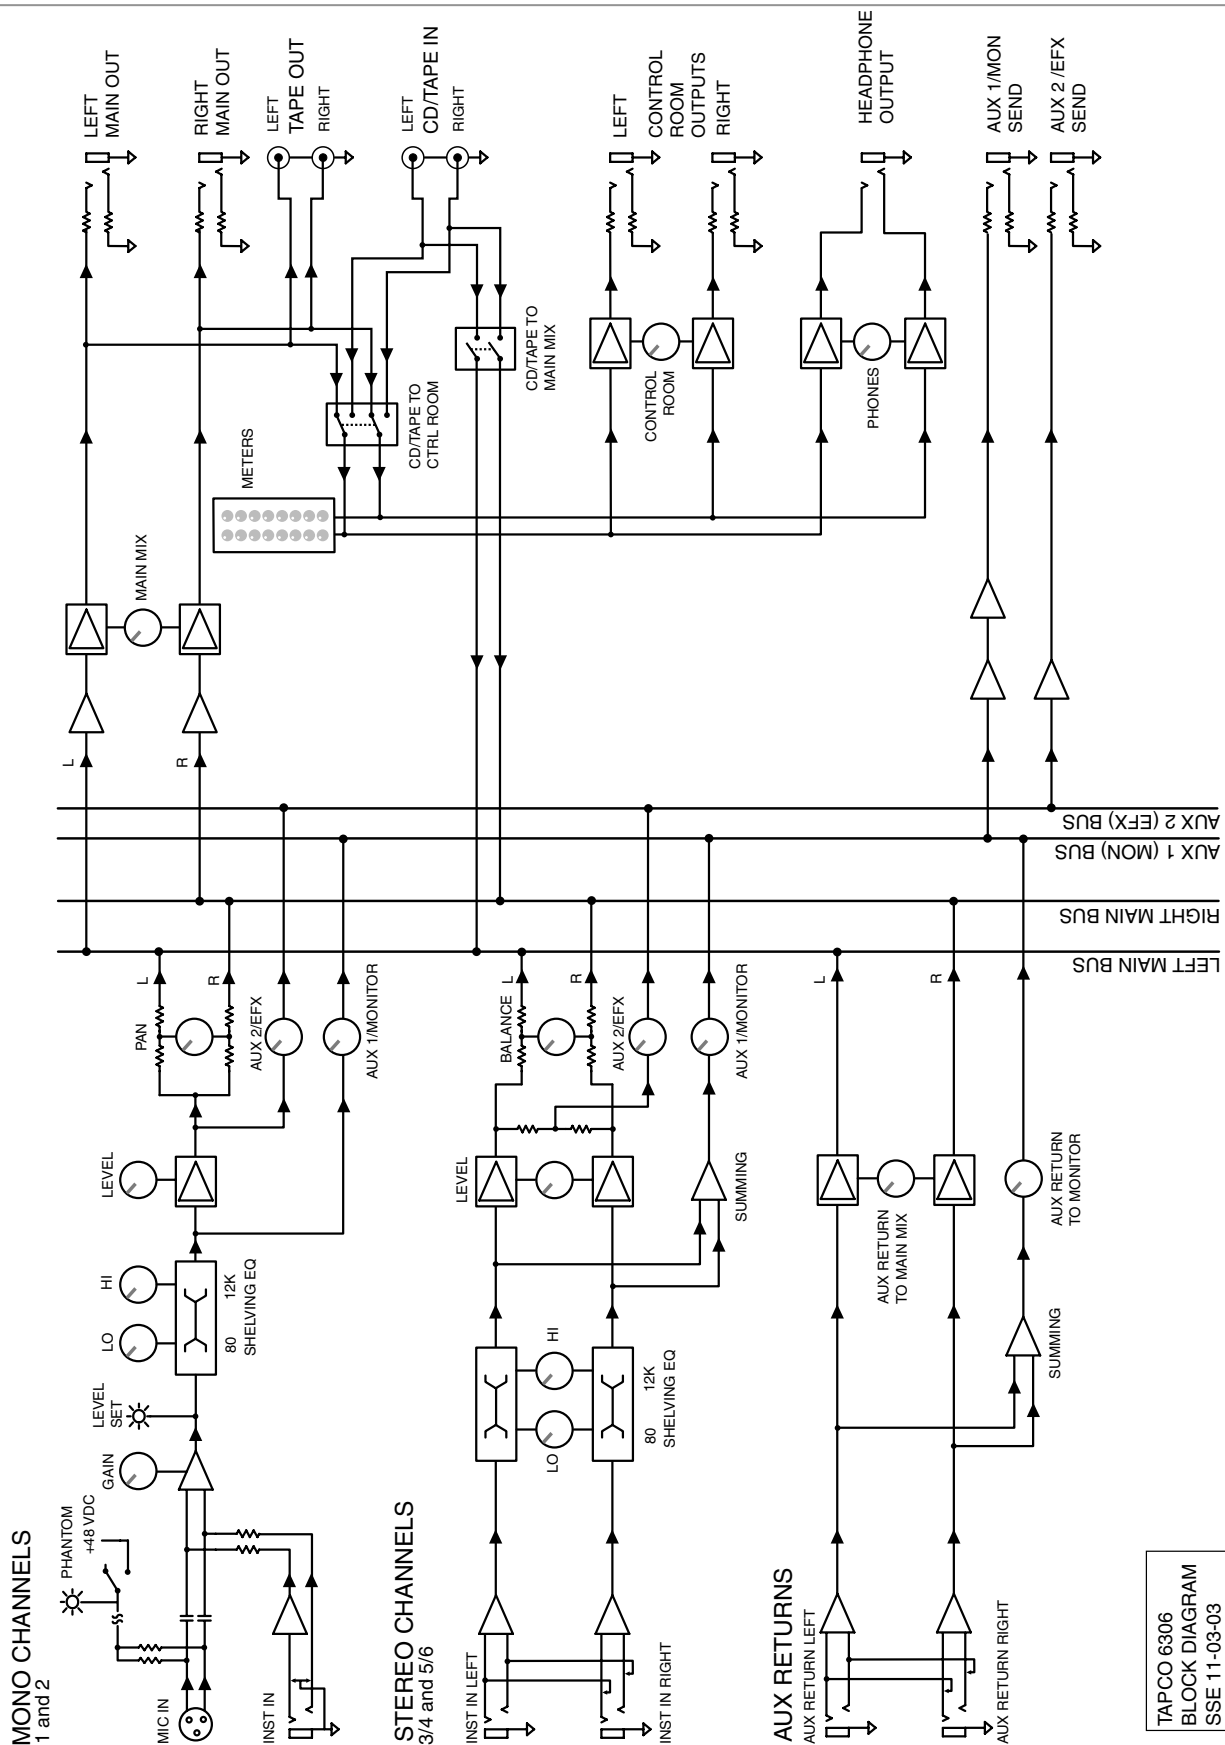 MONO CHANNELS
1 and 2
PHANTOM
+48 VDC
GAIN
LEVEL
SET
LO
HI
LEVEL
PAN
L
R
MIC IN
INST IN
80
12K
SHELVING EQ
AUX 2/EFX
AUX 1/MONITOR
STEREO CHANNELS
3/4 and 5/6
INST IN LEFT
INST IN RIGHT
LO
HI
80
12K
SHELVING EQ
LEVEL
SUMMING
BALANCE
L
R
AUX 2/EFX
AUX 1/MONITOR
AUX RETURNS
AUX RETURN LEFT
AUX RETURN RIGHT
SUMMING
AUX RETURN
TO MAIN MIX
AUX RETURN
TO MONITOR
L
R
LEFT MAIN BUS
RIGHT MAIN BUS
AUX 1 (MON) BUS
AUX 2 (EFX) BUS
L
R
MAIN MIX
METERS
CD/TAPE TO
CTRL ROOM
CD/TAPE TO
MAIN MIX
CONTROL
ROOM
PHONES
LEFT
MAIN OUT
RIGHT
MAIN OUT
LEFT
TAPE OUT
RIGHT
LEFT
CD/TAPE IN
RIGHT
LEFT
CONTROL
ROOM
OUTPUTS
RIGHT
HEADPHONE
OUTPUT
AUX 1/MON
SEND
AUX 2 /EFX
SEND
TAPCO 6306
BLOCK DIAGRAM
SSE 11-03-03